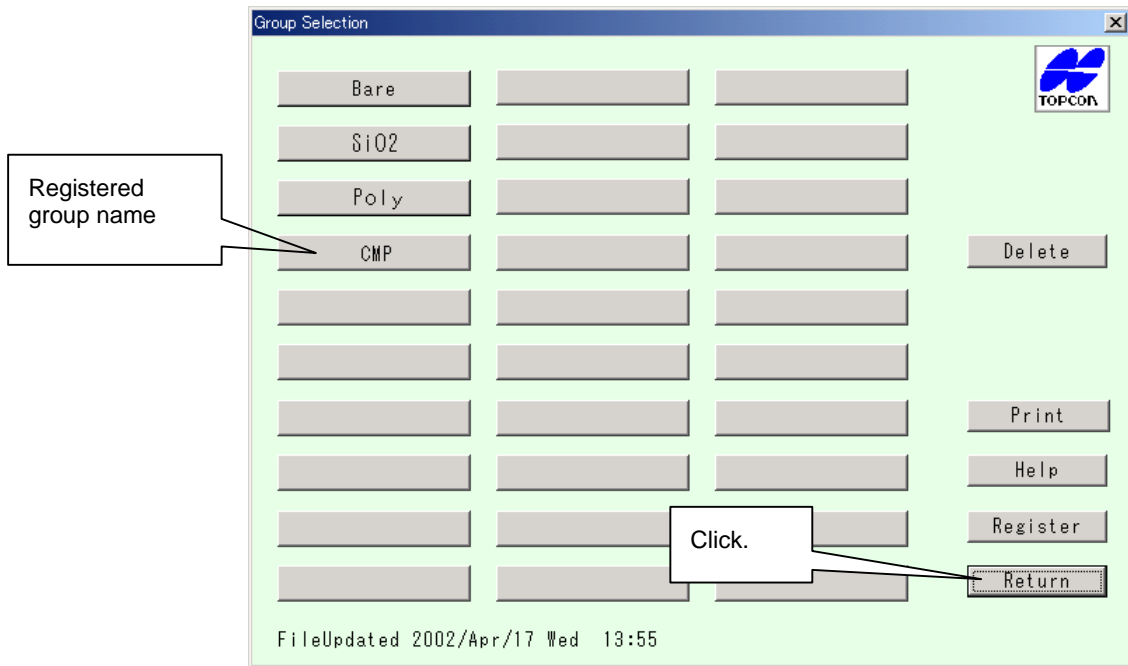 Group Selection
TOPCON
Bare
SiO2
Poly
Registered
group name
CMP
Delete
Print
Help
Register
Click.
Return
FileUpdated 2002/Apr/17 Wed 13:55